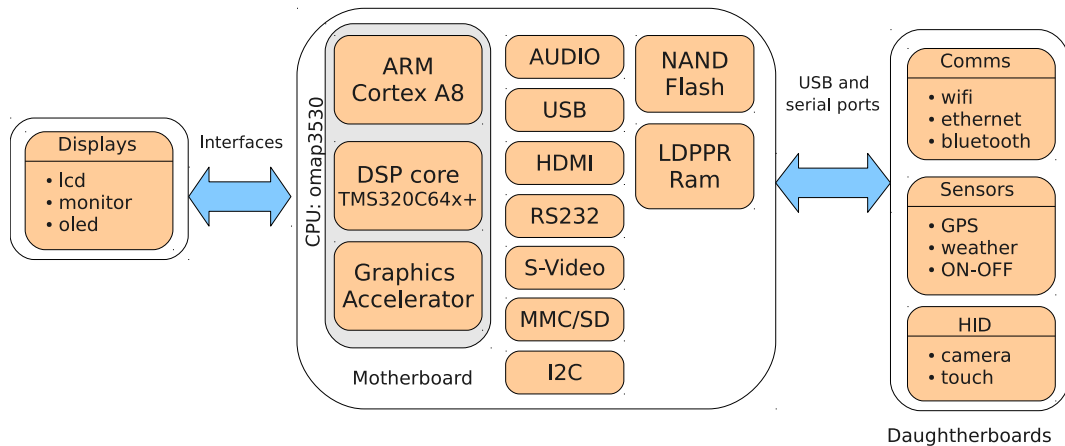 Displays
• lcd
• monitor
• oled
Interfaces
CPU: omap3530
ARM
Cortex A8
DSP core
TMS320C64x+
Graphics
Accelerator
Motherboard
AUDIO
USB
HDMI
RS232
S-Video
MMC/SD
I2C
NAND
Flash
LDPPR
Ram
USB and
serial ports
Comms
• wifi
• ethernet
• bluetooth
Sensors
• GPS
• weather
• ON-OFF
HID
• camera
• touch
Daughtherboards